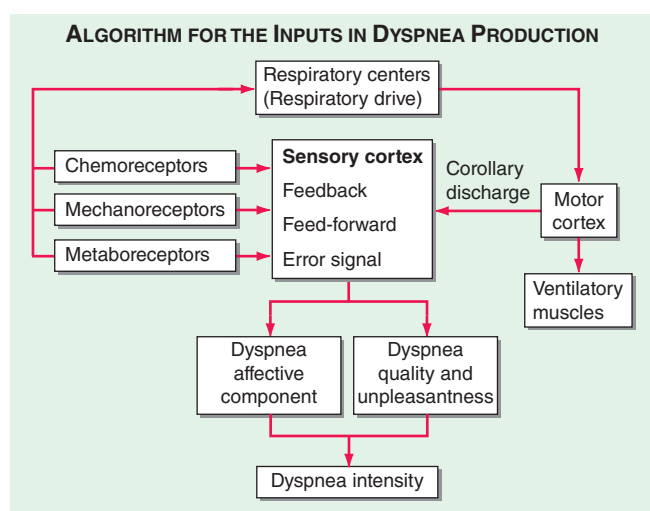 ALGORITHM FOR THE INPUTS IN DYSPNEA PRODUCTION
Respiratory centers
(Respiratory drive)
Chemoreceptors
Mechanoreceptors
Metaboreceptors
Sensory cortex
Feedback
Feed-forward
Error signal
Corollary
discharge
Motor
cortex
Ventilatory
muscles
Dyspnea
affective
component
Dyspnea
quality and
unpleasantness
Dyspnea intensity